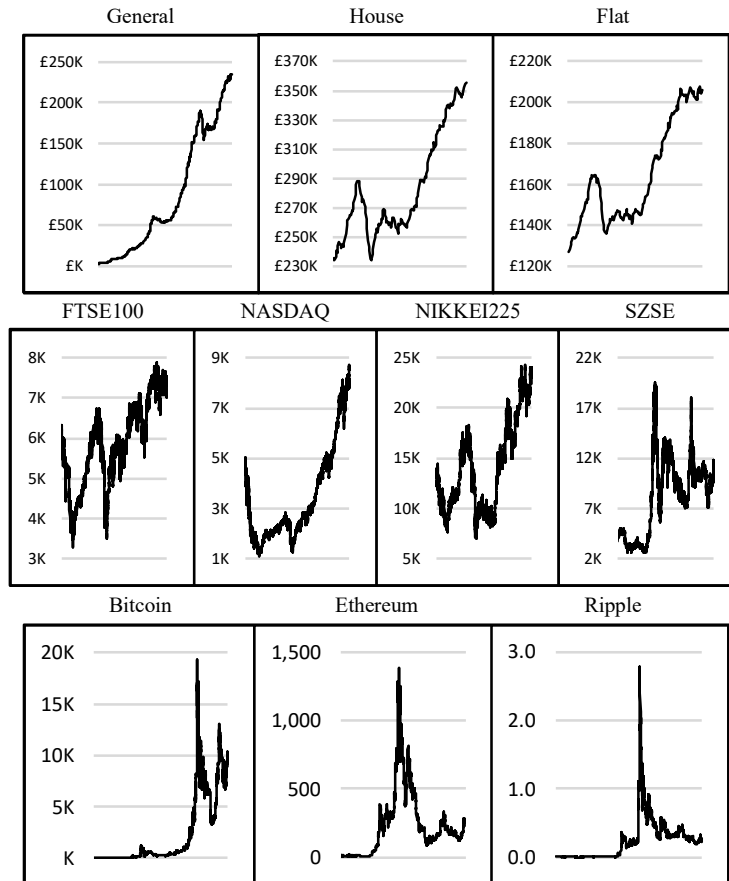 General House Flat
£250K
£200K
£150K
£100K
£50K
£K
£370K
£350K
£330K
£310K
£290K
£270K
£250K
£230K
£220K
£200K
£180K
£160K
£140K
£120K
FTSE100 NASDAQ NIKKEI225 SZSE
8K
7K
6K
5K
4K
3K
9K
7K
5K
3K
1K
25K
20K
15K
10K
5K
22K
17K
12K
7K
2K
Bitcoin Ethereum Ripple
20K
15K
10K
5K
K
1,500
1,000
500
0
3.0
2.0
1.0
0.0